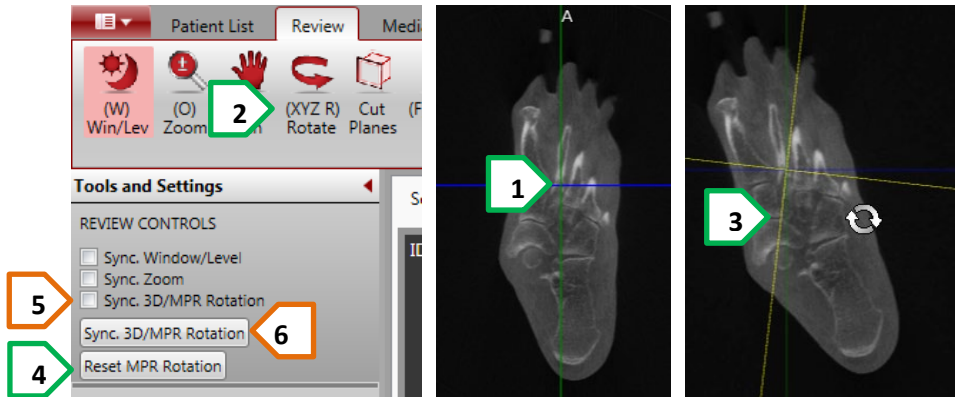 Patient List Review Medi
(W) (O) (XYZ R) Cut (F
Win/Lev Zoom Rotate Planes
2
Tools and Settings
REVIEW CONTROLS
Sync. Window/Level
Sync. Zoom
5 Sync. 3D/MPR Rotation
Sync. 3D/MPR Rotation 6
4 Reset MPR Rotation
ID
A
1
3